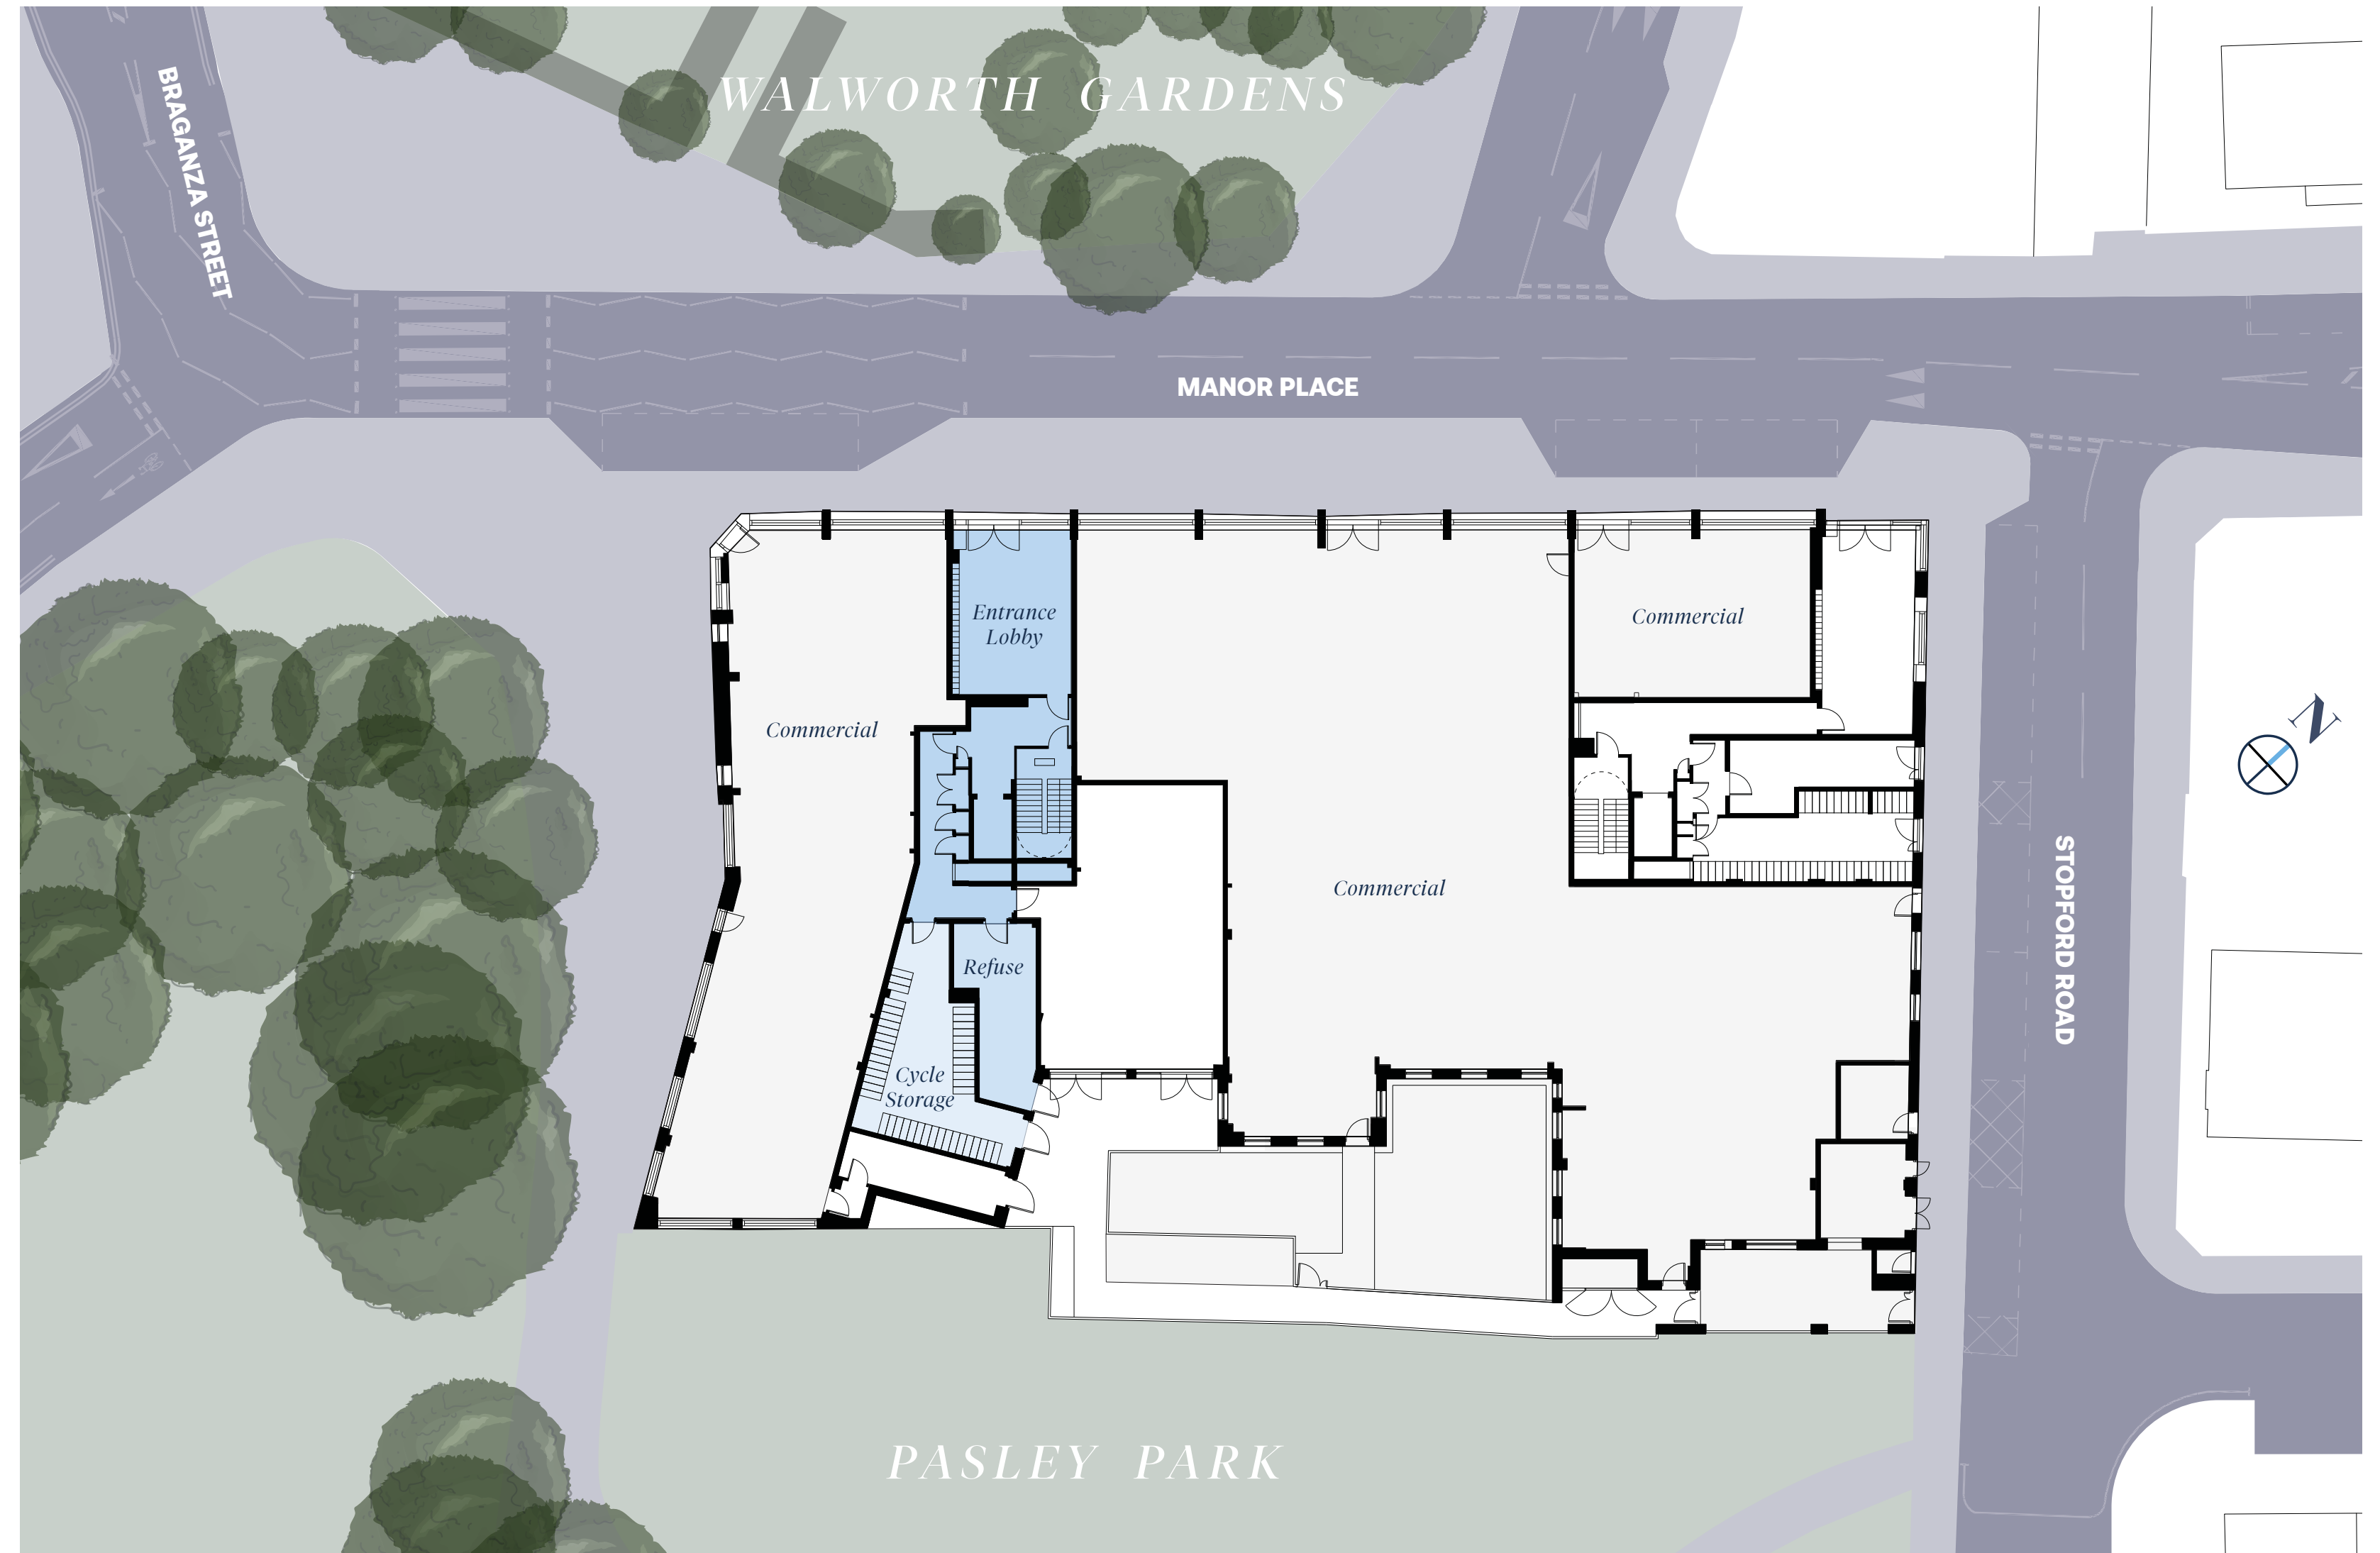 WALWORTH GARDENS
BRAGANZA STREET
MANOR PLACE
Entrance
Lobby
Commercial
Commercial
N
Commercial
STOPFORD ROAD
Refuse
Cycle
Storage
PASLEY PARK